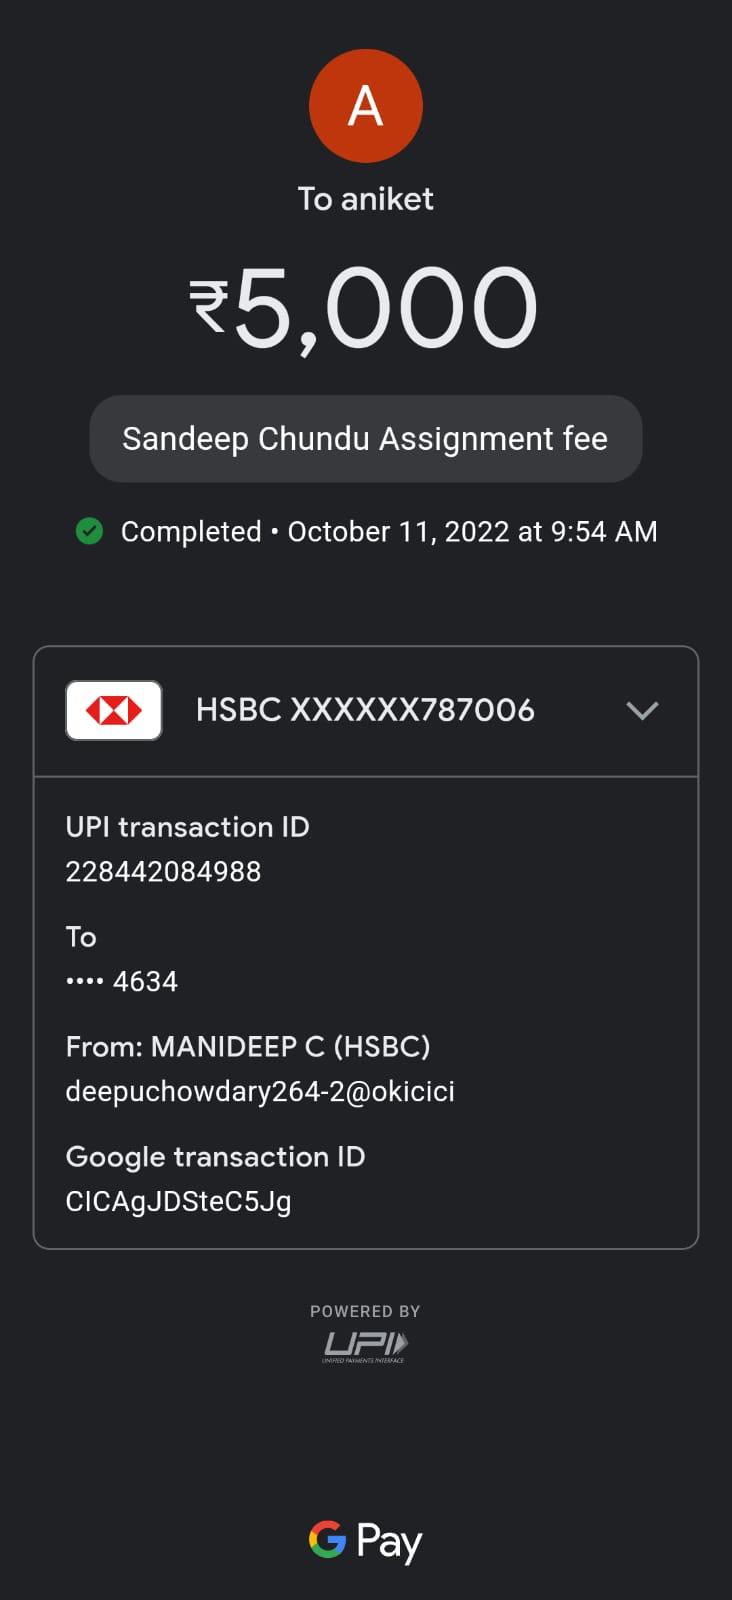 A
To aniket
₹5,000
Sandeep Chundu Assignment fee
Completed • October 11, 2022 at 9:54 AM
HSBC XXXXXX787006
UPI transaction ID
228442084988
To
•••• 4634
From: MANIDEEP C (HSBC)
deepuchowdary264-2@okicici
Google transaction ID
CICAgJDSteC5Jg
POWERED BY
UPI
UNIFIED PAYMENTS INTERFACE
G Pay